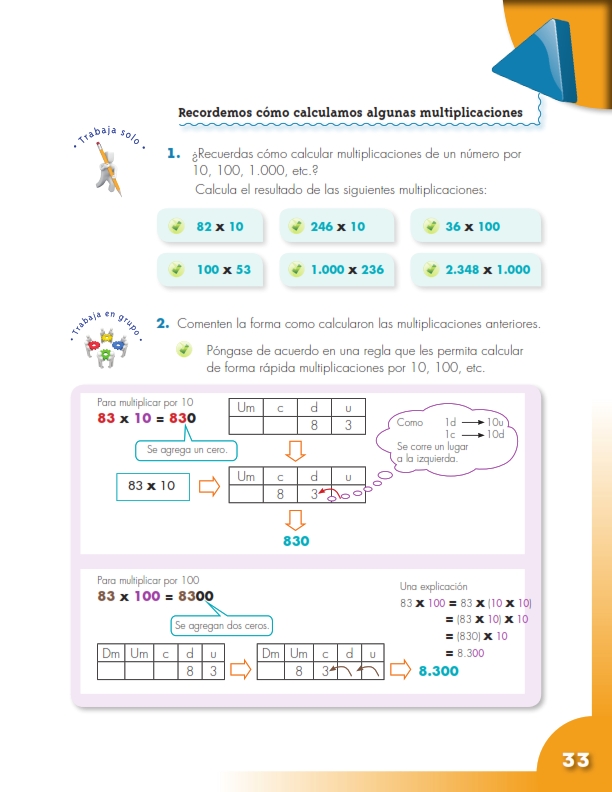 Recordemos cómo calculamos algunas multiplicaciones
• Trabaja solo •
1. ¿Recuerdas cómo calcular multiplicaciones de un número por
10, 100, 1.000, etc.?
Calcula el resultado de las siguientes multiplicaciones:
82 x 10
246 x 10
36 x 100
100 x 53
1.000 x 236
2.348 x 1.000
• Trabaja en grupo •
2. Comenten la forma como calcularon las multiplicaciones anteriores.
Póngase de acuerdo en una regla que les permita calcular
de forma rápida multiplicaciones por 10, 100, etc.
Para multiplicar por 10
83 x 10 = 830
Se agrega un cero.
83 x 10
Um c d u
8 3
Um c d u
8 3
830
Como 1d → 10u
1c → 10d
Se corre un lugar
a la izquierda.
Para multiplicar por 100
83 x 100 = 8300
Se agregan dos ceros.
Dm Um c d u
8 3
Dm Um c d u
8 3
Una explicación
83 x 100 = 83 x (10 x 10)
= (83 x 10) x 10
= (830) x 10
= 8.300
8.300
33